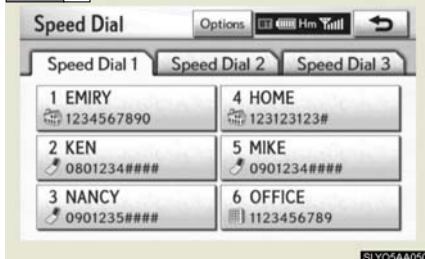 Speed Dial Options Hm
Speed Dial 1 Speed Dial 2 Speed Dial 3
1 EMIRY 4 HOME
1234567890 123123123#
2 KEN 5 MIKE
0801234#### 0901234####
3 NANCY 6 OFFICE
0901235#### 1123456789
SLYO5AA050